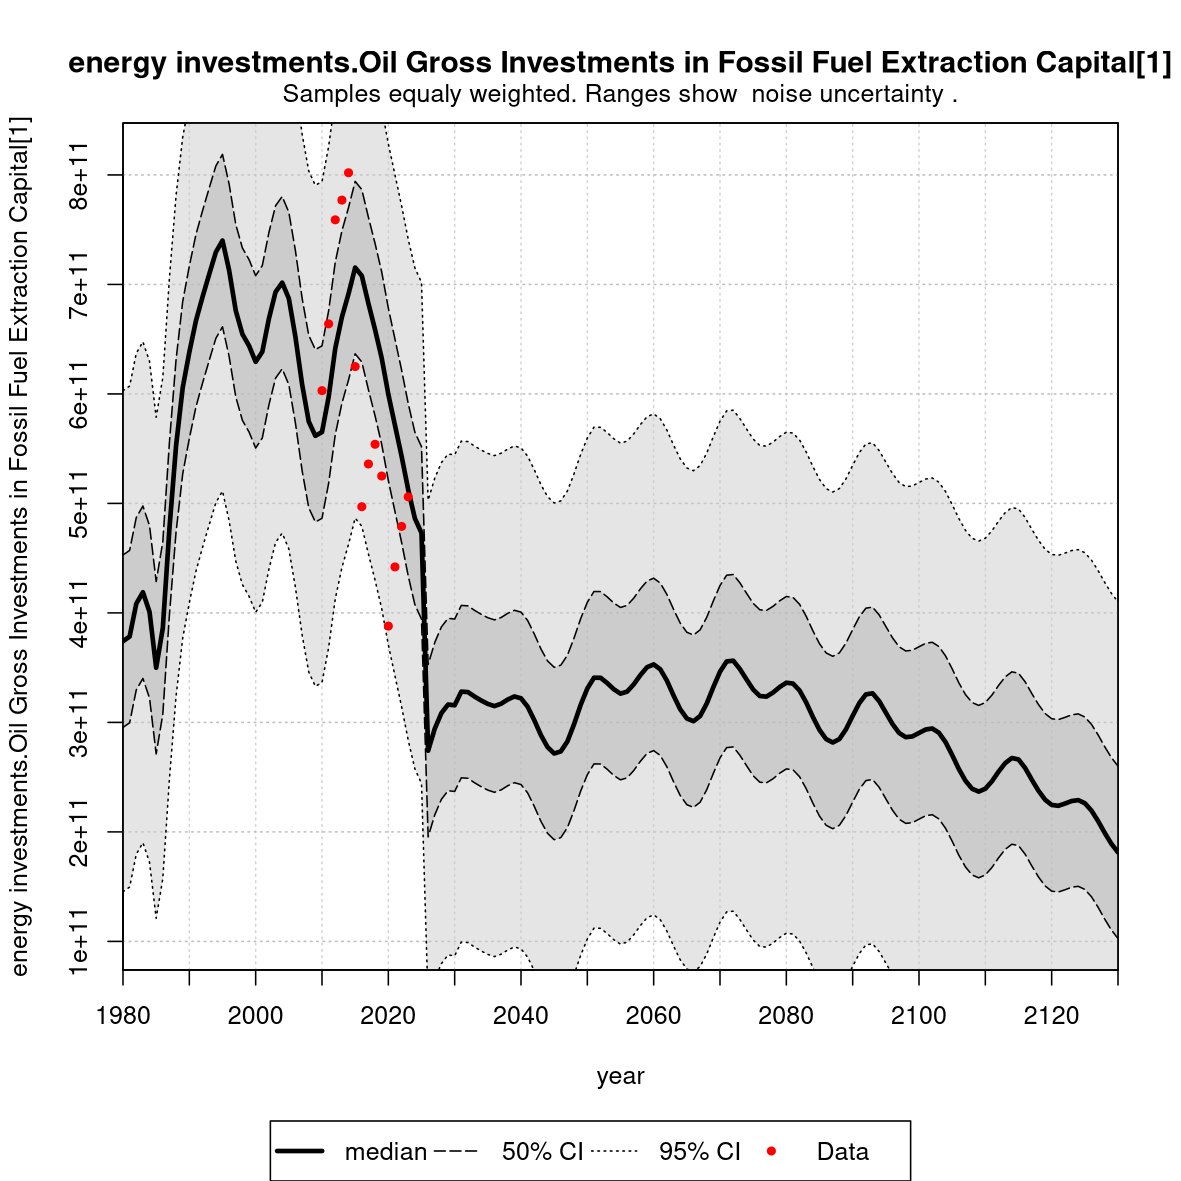 energy investments.Oil Gross Investments in Fossil Fuel Extraction Capital[1]
Samples equaly weighted. Ranges show  noise uncertainty .
energy investments.Oil Gross Investments in Fossil Fuel Extraction Capital[1]
8e+11
7e+11
6e+11
5e+11
4e+11
3e+11
2e+11
1e+11
1980 2000 2020 2040 2060 2080 2100 2120
year
median 50% CI 95% CI Data